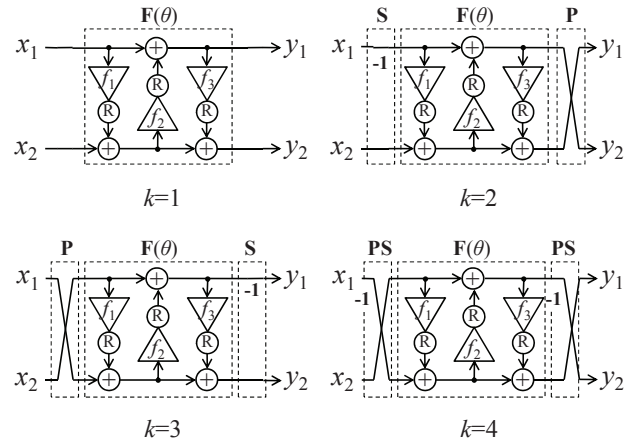 F(θ)
x1 f1 R + R f2 f3 R y1
x2 + + y2
k=1
S F(θ) P
x1 -1 f1 R + R f2 f3 R y1
x2 + + y2
k=2
P F(θ) S
x1 f1 R + R f2 f3 R -1 y1
x2 + + y2
k=3
PS F(θ) PS
x1 -1 f1 R + R f2 f3 R -1 y1
x2 + + y2
k=4